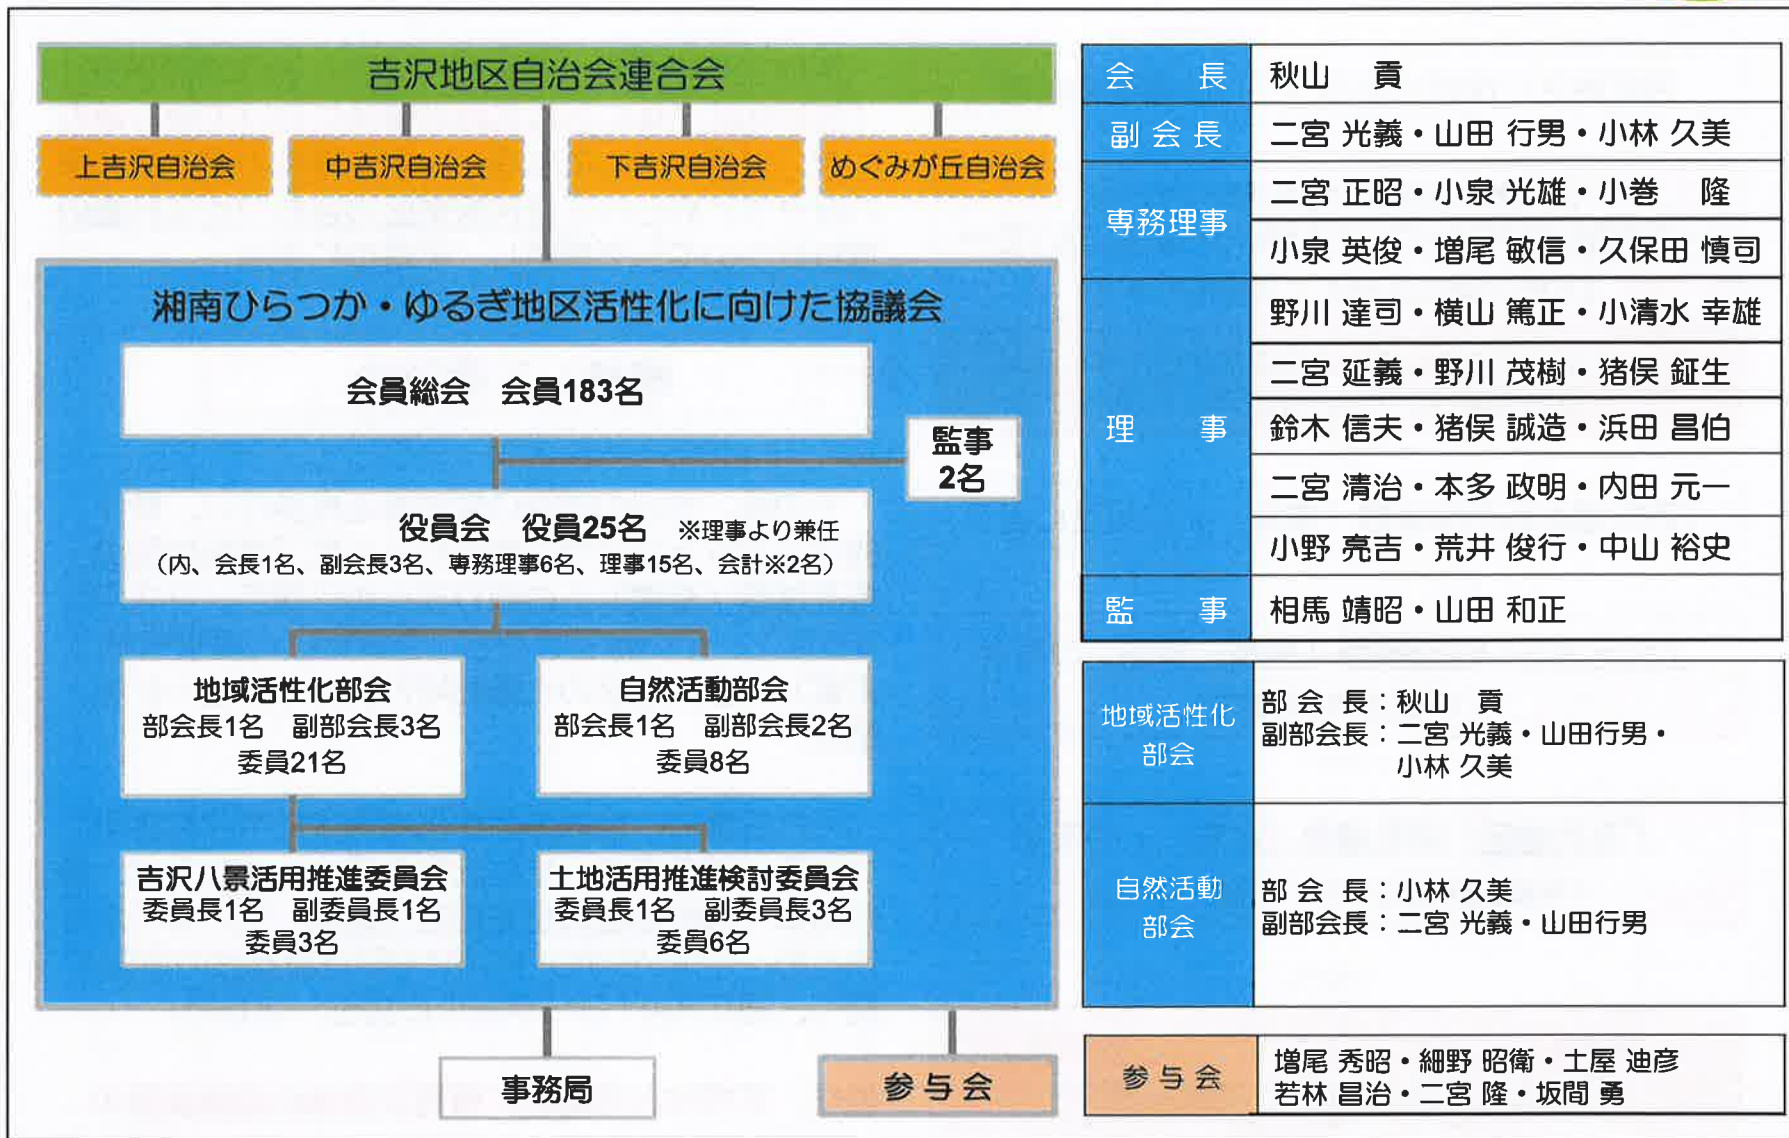 吉沢地区自治会連合会
上吉沢自治会
中吉沢自治会
下吉沢自治会
めぐみが丘自治会
湘南ひらつか・ゆるぎ地区活性化に向けた協議会
会員総会　会員183名
監事
2名
役員会　役員25名　※理事より兼任
（内、会長1名、副会長3名、専務理事6名、理事15名、会計※2名）
地域活性化部会
部会長1名　副部会長3名
委員21名
自然活動部会
部会長1名　副部会長2名
委員8名
吉沢八景活用推進委員会
委員長1名　副委員長1名
委員3名
土地活用推進検討委員会
委員長1名　副委員長3名
委員6名
事務局
参与会
会　長　秋山　貢
副会長　二宮 光義・山田 行男・小林 久美
専務理事
二宮 正昭・小泉 光雄・小巻　隆
小泉 英俊・増尾 敏信・久保田 慎司
理　事
野川 達司・横山 篤正・小清水 幸雄
二宮 延義・野川 茂樹・猪俣 鉦生
鈴木 信夫・猪俣 誠造・浜田 昌伯
二宮 清治・本多 政明・内田 元一
小野 亮吉・荒井 俊行・中山 裕史
監　事　相馬 靖昭・山田 和正
地域活性化
部会
部 会 長：秋山　貢
副部会長：二宮 光義・山田行男・
小林 久美
自然活動
部会
部 会 長：小林 久美
副部会長：二宮 光義・山田行男
参与会
増尾 秀昭・細野 昭衛・土屋 迪彦
若林 昌治・二宮 隆・坂間 勇